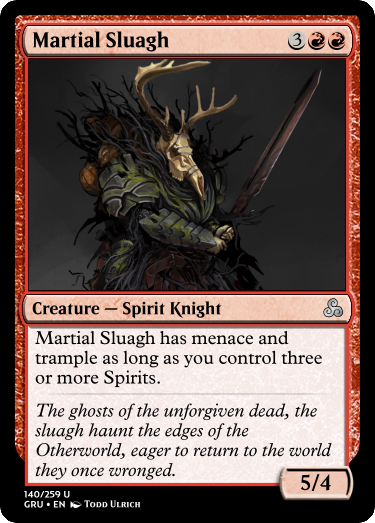 Martial Sluagh 3
Creature — Spirit Knight
Martial Sluagh has menace and
trample as long as you control three
or more Spirits.
The ghosts of the unforgiven dead, the
sluagh haunt the edges of the
Otherworld, eager to return to the world
they once wronged.
5/4
140/259 U
GRU • EN Todd Ulrich